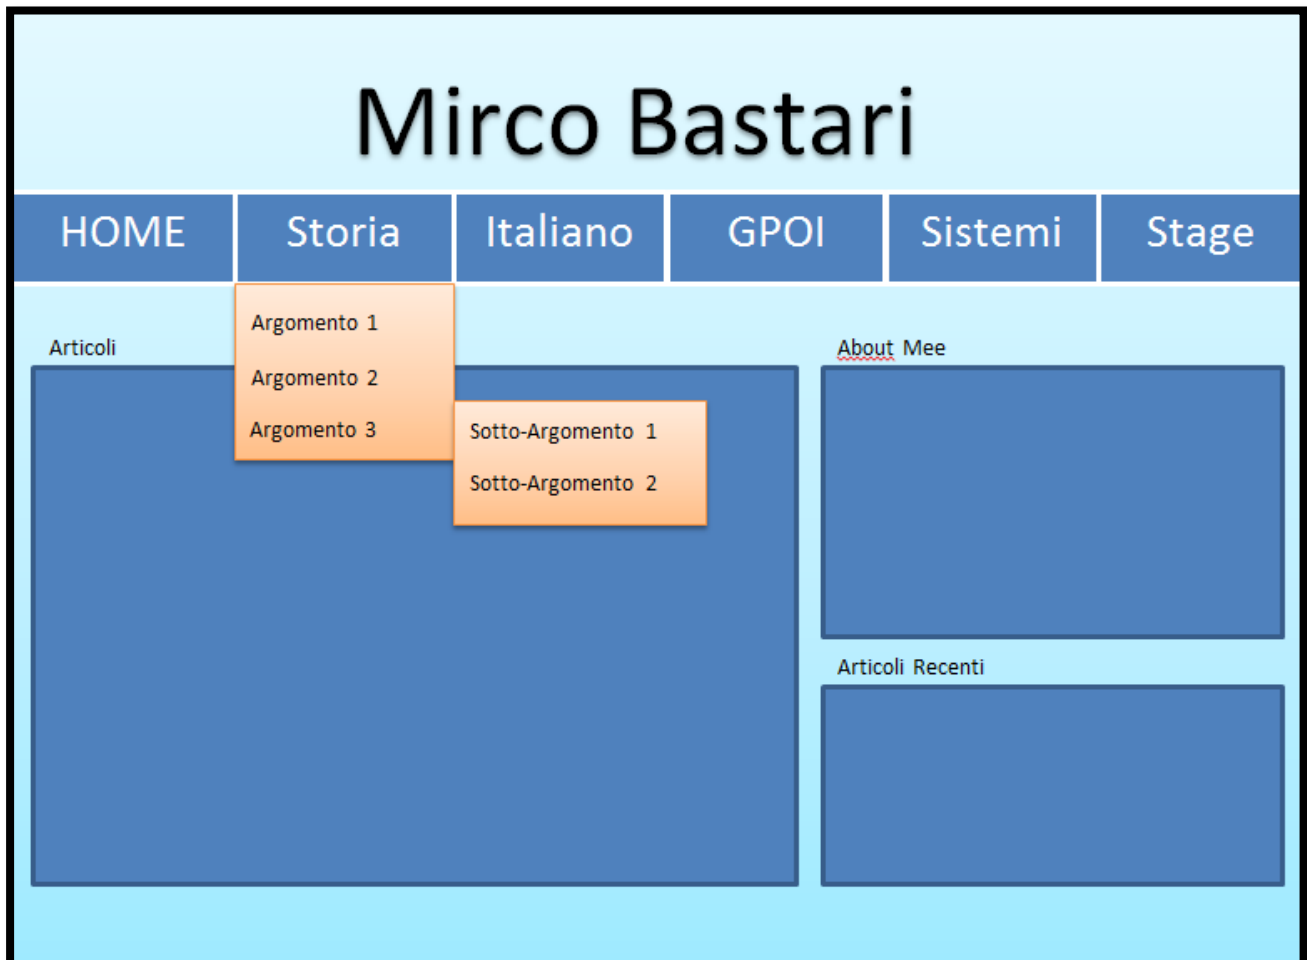 Mirco Bastari
HOME Storia Italiano GPOI Sistemi Stage
Argomento 1
Argomento 2
Argomento 3
Sotto-Argomento 1
Sotto-Argomento 2
Articoli
About Mee
Articoli Recenti